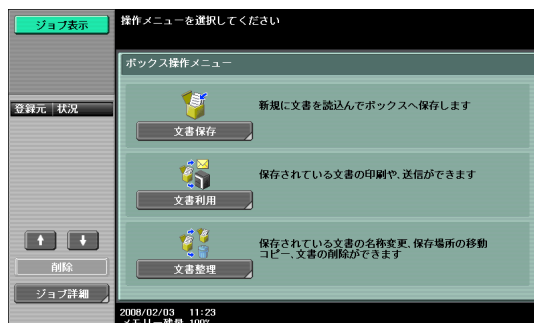 ジョブ表示
操作メニューを選択してください
ボックス操作メニュー
登録元 状況
新規に文書を読込んでボックスへ保存します
文書保存
保存されている文書の印刷や、送信ができます
文書利用
保存されている文書の名称変更、保存場所の移動
コピー、文書の削除ができます
文書整理
削除
ジョブ詳細
2008/02/03 11:23
メモリー残量 100%